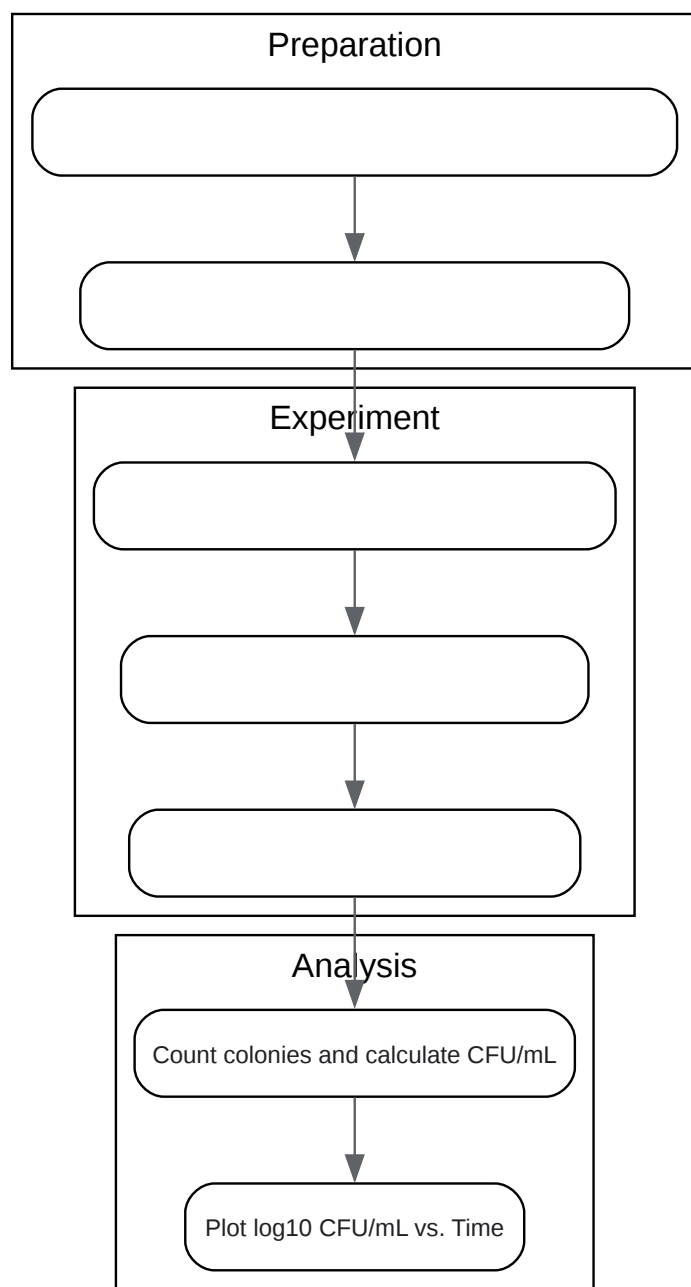 Preparation
Experiment
Analysis
Count colonies and calculate CFU/mL
Plot log10 CFU/mL vs. Time